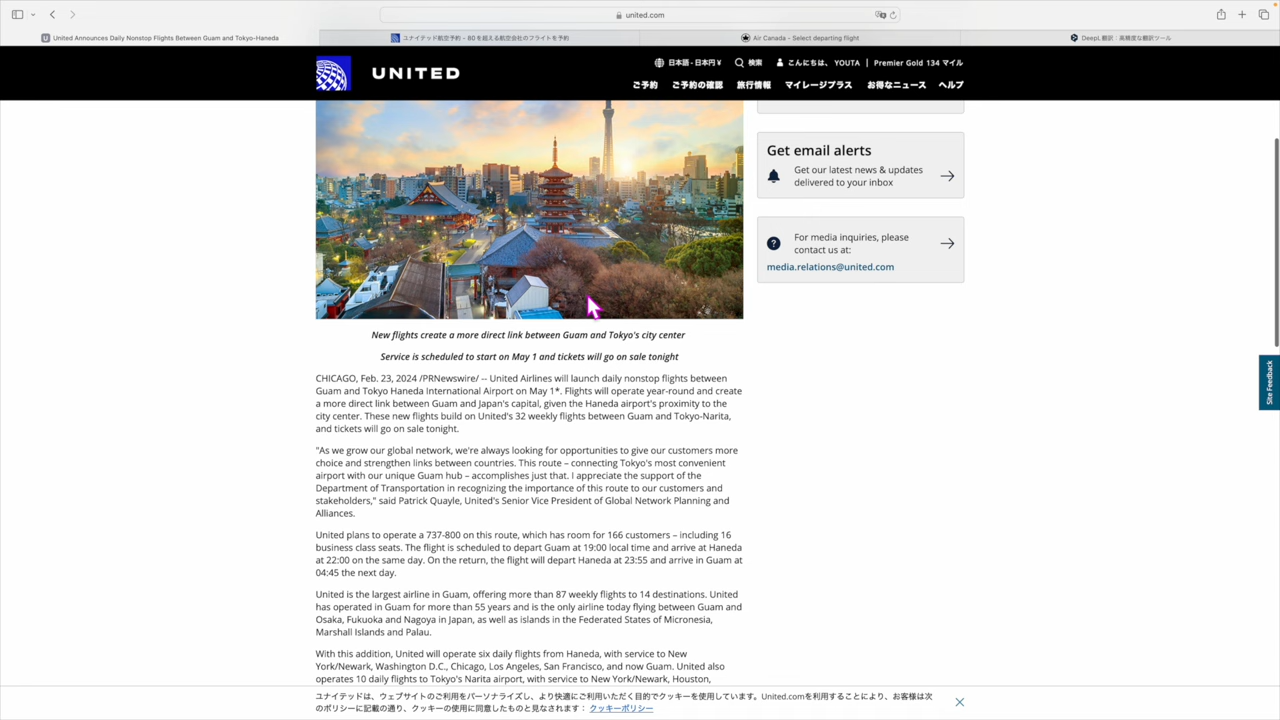 united.com
United Announces Daily Nonstop Flights Between Guam and Tokyo-Haneda
ユナイテッド航空予約 – 80を超える航空会社のフライトを予約
Air Canada - Select departing flight
DeepL翻訳：高精度な翻訳ツール
UNITED
日本語 - 日本円 ¥
検索
こんにちは、 YOUTA | Premier Gold 134 マイル
ご予約
ご予約の確認
旅行情報
マイレージプラス
お得なニュース
ヘルプ
Get email alerts
Get our latest news & updates
delivered to your inbox
For media inquiries, please
contact us at:
media.relations@united.com
New flights create a more direct link between Guam and Tokyo's city center
Service is scheduled to start on May 1 and tickets will go on sale tonight
CHICAGO, Feb. 23, 2024 /PRNewswire/ -- United Airlines will launch daily nonstop flights between
Guam and Tokyo Haneda International Airport on May 1*. Flights will operate year-round and create
a more direct link between Guam and Japan's capital, given the Haneda airport's proximity to the
city center. These new flights build on United's 32 weekly flights between Guam and Tokyo-Narita,
and tickets will go on sale tonight.
"As we grow our global network, we're always looking for opportunities to give our customers more
choice and strengthen links between countries. This route – connecting Tokyo's most convenient
airport with our unique Guam hub – accomplishes just that. I appreciate the support of the
Department of Transportation in recognizing the importance of this route to our customers and
stakeholders," said Patrick Quayle, United's Senior Vice President of Global Network Planning and
Alliances.
United plans to operate a 737-800 on this route, which has room for 166 customers – including 16
business class seats. The flight is scheduled to depart Guam at 19:00 local time and arrive at Haneda
at 22:00 on the same day. On the return, the flight will depart Haneda at 23:55 and arrive in Guam at
04:45 the next day.
United is the largest airline in Guam, offering more than 87 weekly flights to 14 destinations. United
has operated in Guam for more than 55 years and is the only airline today flying between Guam and
Osaka, Fukuoka and Nagoya in Japan, as well as islands in the Federated States of Micronesia,
Marshall Islands and Palau.
With this addition, United will operate six daily flights from Haneda, with service to New
York/Newark, Washington D.C., Chicago, Los Angeles, San Francisco, and now Guam. United also
operates 10 daily flights to Tokyo's Narita airport, with service to New York/Newark, Houston,
Site Feedback
ユナイテッドは、ウェブサイトのご利用をパーソナライズし、より快適にご利用いただく目的でクッキーを使用しています。United.comを利用することにより、お客様は次
のポリシーに記載の通り、クッキーの使用に同意したものと見なされます： クッキーポリシー